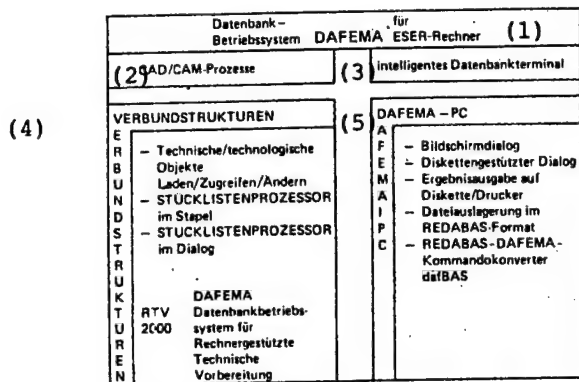 Datenbank- für
Betriebssystem DAFEMA ESER-Rechner (1)
(2) CAD/CAM-Prozesse
(3) intelligentes Datenbankterminal
(4)
VERBUNDSTRUKTUREN
E
R
B
U
N
D
S
T
R
U
K
T
U
R
E
N
– Technische/technologische
Objekte
Laden/Zugreifen/Ändern
– STÜCKLISTENPROZESSOR
im Stapel
– STÜCKLISTENPROZESSOR
im Dialog
DAFEMA
RTV Datenbankbetriebs-
2000 system für
Rechnergestützte
Technische
Vorbereitung
(5) DAFEMA – PC
A
F
E
M
A
I
P
C
– Bildschirmdialog
– Diskettengestützter Dialog
– Ergebnisausgabe auf
Diskette/Drucker
– Dateiauslagerung im
REDABAS-Format
– REDABAS-DAFEMA-
Kommandokonverter
dafBAS